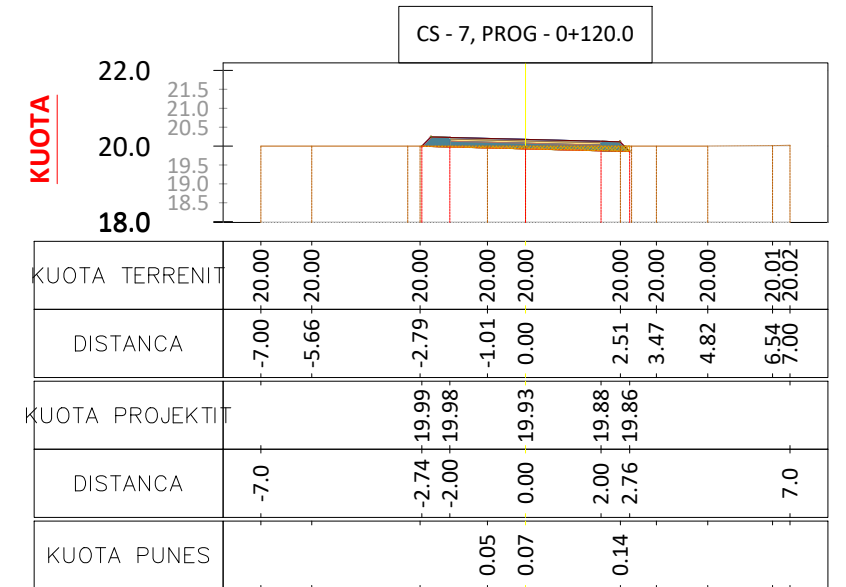 CS - 7, PROG - 0+120.0
KUOTA
22.0
21.5
21.0
20.5
20.0
19.5
19.0
18.5
18.0
KUOTA TERRENIT 20.00 20.00 20.00 20.00 20.00 20.00 20.00 20.00 20.01 20.02
DISTANCA -7.00 -5.66 -2.79 -1.01 0.00 2.51 3.47 4.82 6.54 7.00
KUOTA PROJEKTIT 19.99 19.98 19.93 19.88 19.86
DISTANCA -7.0 -2.74 -2.00 0.00 2.00 2.76 7.0
KUOTA PUNES 0.05 0.07 0.14